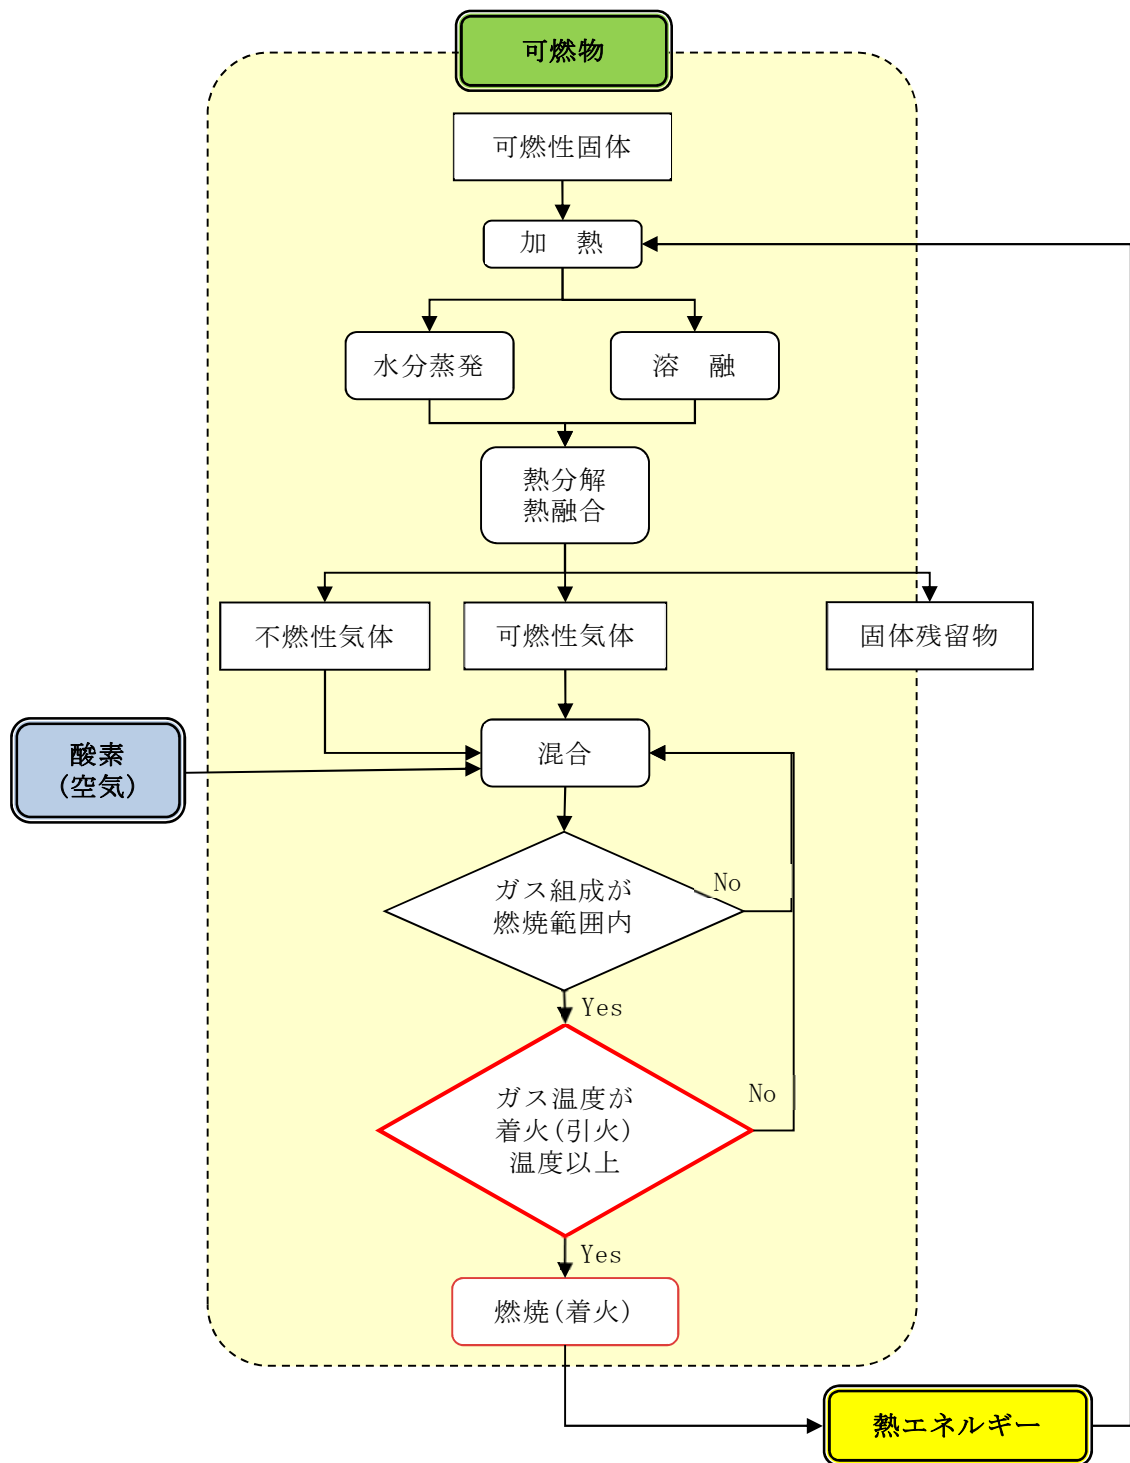 可燃物
可燃性固体
加　熱
水分蒸発
溶　融
熱分解
熱融合
不燃性気体
可燃性気体
固体残留物
酸素
(空気)
混合
ガス組成が
燃焼範囲内
No
Yes
ガス温度が
着火(引火)
温度以上
No
Yes
燃焼(着火)
熱エネルギー